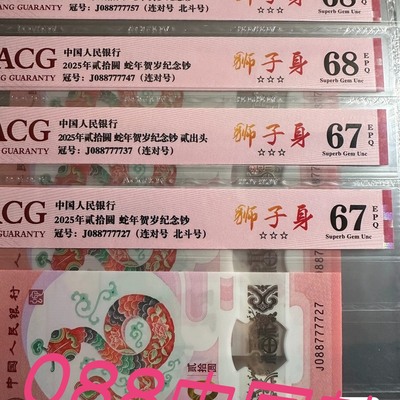 NG GUARANTY
冠号: J088777757 (连对号 北斗号)
☆☆☆
68
Superb Gem Unc
ACG
GUARANTY
中国人民银行
2025年贰拾圆 蛇年贺岁纪念钞
冠号: J088777747 (连对号)
狮子身
☆☆☆
68
EPQ
Superb Gem Unc
ACG
GUARANTY
中国人民银行
2025年贰拾圆 蛇年贺岁纪念钞 贰出头
冠号: J088777737 (连对号)
狮子身
☆☆☆
67
EPQ
Superb Gem Unc
ACG
GUARANTY
中国人民银行
2025年贰拾圆 蛇年贺岁纪念钞
冠号: J088777727 (连对号 北斗号)
狮子身
☆☆☆
67
EPQ
Superb Gem Unc
中国人民银行
贰拾圆
J088777727